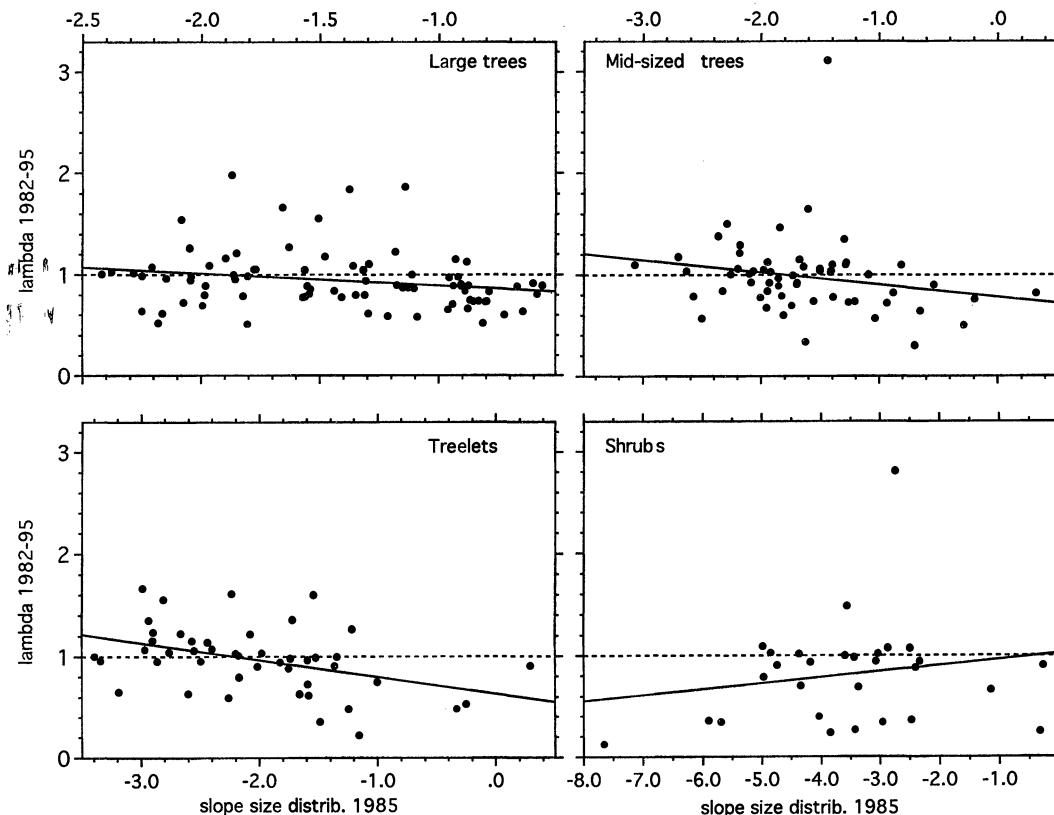 -2.5 -2.0 -1.5 -1.0
-3.0 -2.0 -1.0 .0
Large trees
Mid-sized trees
3
2
1
0
lambda 1982-95
Treelets
Shrubs
3
2
1
0
lambda 1982-95
-3.0 -2.0 -1.0 .0
-8.0 -7.0 -6.0 -5.0 -4.0 -3.0 -2.0 -1.0
slope size distrib. 1985
slope size distrib. 1985